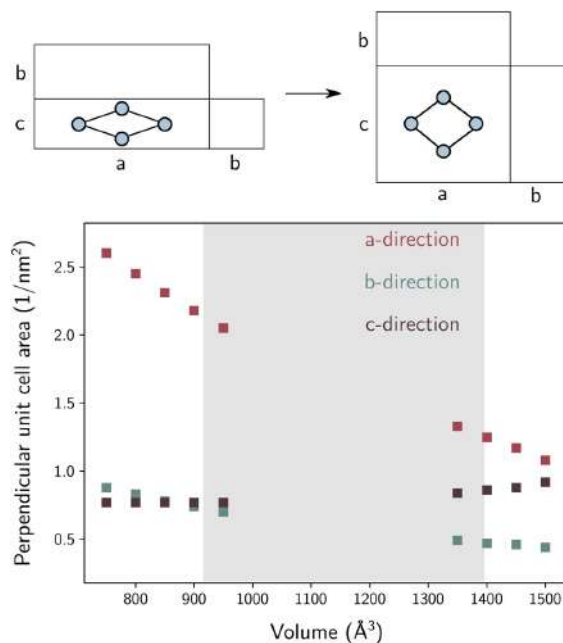 b
b
c
c
a
b
a
b
a-direction
b-direction
c-direction
Perpendicular unit cell area (1/nm²)
2.5
2.0
1.5
1.0
0.5
800 900 1000 1100 1200 1300 1400 1500
Volume (Å³)